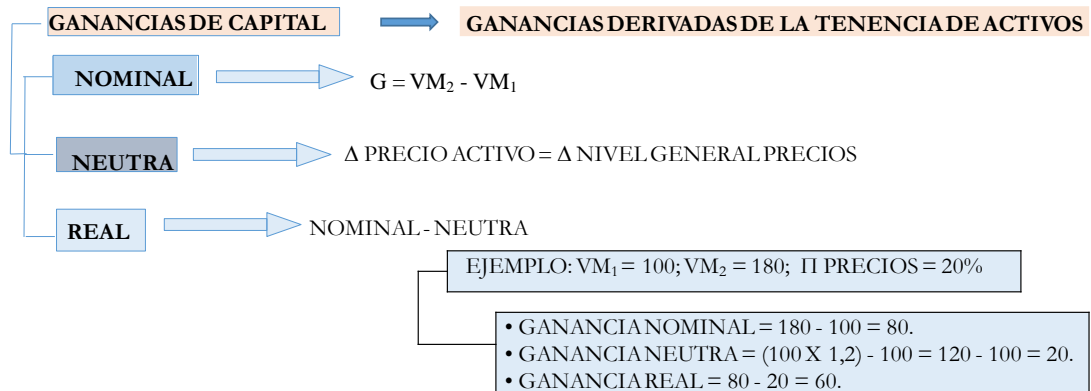 GANANCIAS DE CAPITAL GANANCIAS DERIVADAS DE LA TENENCIA DE ACTIVOS
NOMINAL G = VM₂ - VM₁
NEUTRA Δ PRECIO ACTIVO = Δ NIVEL GENERAL PRECIOS
REAL NOMINAL - NEUTRA
EJEMPLO: VM₁ = 100; VM₂ = 180; Π PRECIOS = 20%
• GANANCIA NOMINAL = 180 - 100 = 80.
• GANANCIA NEUTRA = (100 X 1,2) - 100 = 120 - 100 = 20.
• GANANCIA REAL = 80 - 20 = 60.